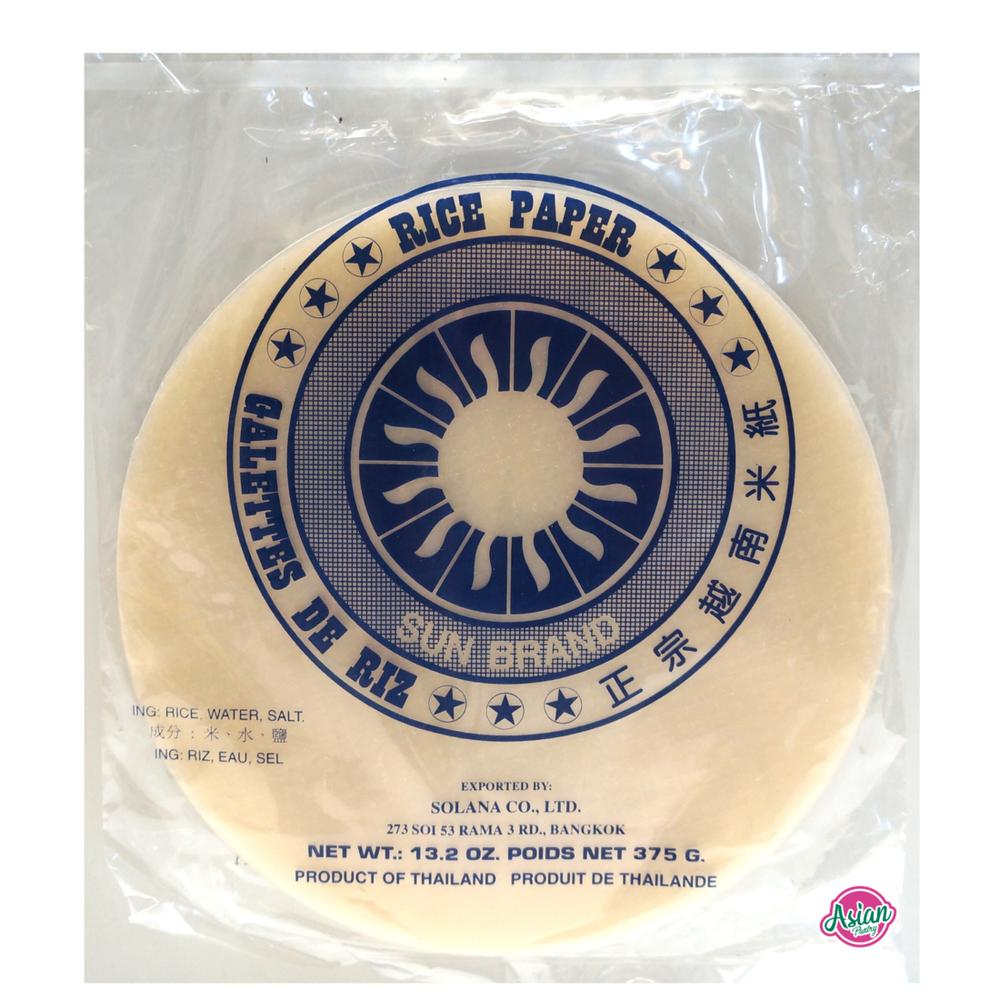 RICE PAPER
GALETTES DE RIZ
正宗越南米紙
SUN BRAND
ING: RICE, WATER, SALT.
成分：米、水、鹽
ING: RIZ, EAU, SEL
EXPORTED BY:
SOLANA CO., LTD.
273 SOI 53 RAMA 3 RD., BANGKOK
NET WT.: 13.2 OZ. POIDS NET 375 G.
PRODUCT OF THAILAND PRODUIT DE THAILANDE
Asian
Pantry